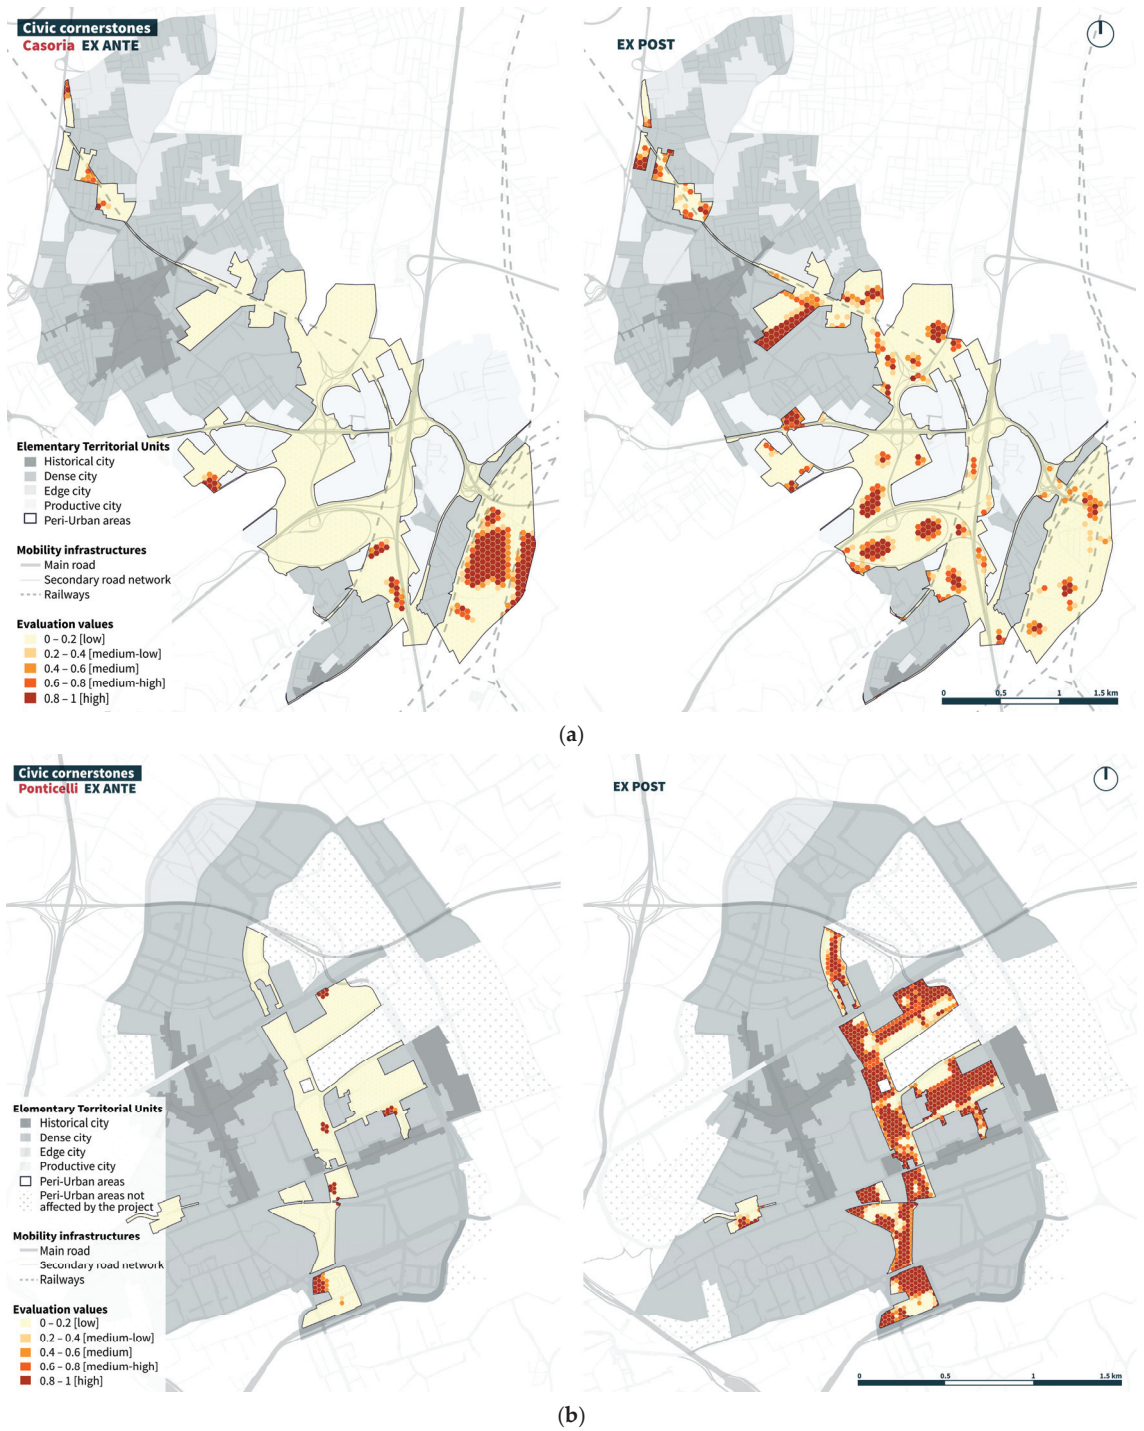 Civic cornerstones
Casoria EX ANTE
EX POST
Elementary Territorial Units
Historical city
Dense city
Edge city
Productive city
Peri-Urban areas
Mobility infrastructures
Main road
Secondary road network
Railways
Evaluation values
0 – 0.2 [low]
0.2 – 0.4 [medium-low]
0.4 – 0.6 [medium]
0.6 – 0.8 [medium-high]
0.8 – 1 [high]
0 0.5 1 1.5 km
(a)
Civic cornerstones
Ponticelli EX ANTE
EX POST
Elementary Territorial Units
Historical city
Dense city
Edge city
Productive city
Peri-Urban areas
Peri-Urban areas not
affected by the project
Mobility infrastructures
Main road
Secondary road network
Railways
Evaluation values
0 – 0.2 [low]
0.2 – 0.4 [medium-low]
0.4 – 0.6 [medium]
0.6 – 0.8 [medium-high]
0.8 – 1 [high]
0 0.5 1 1.5 km
(b)